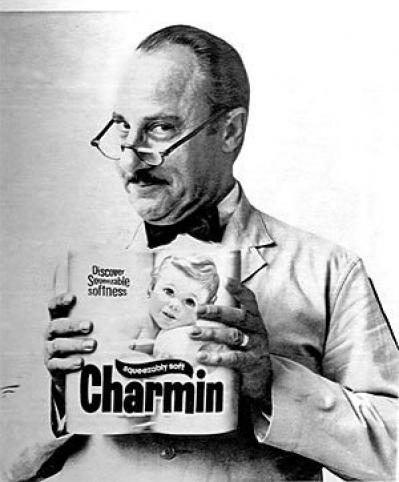 Discover
Squeezable
softness
squeezably soft
Charmin